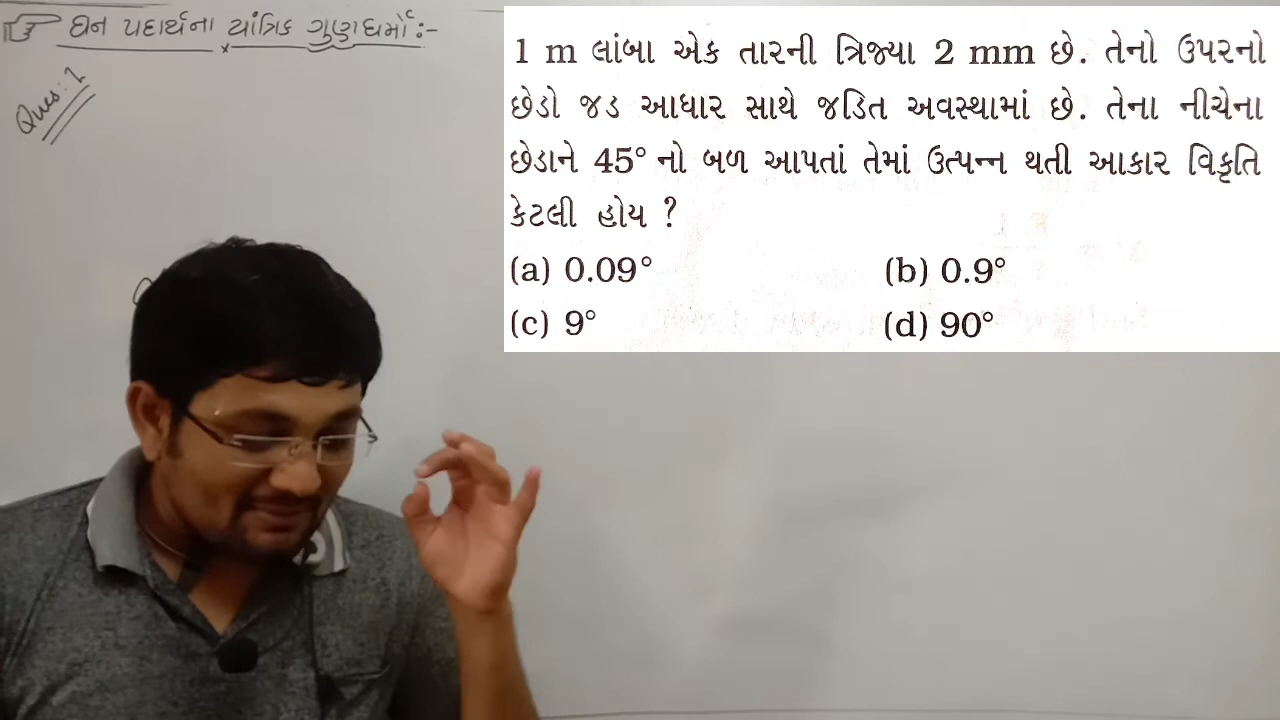 ઘન પદાર્થના યાંત્રિક ગુણધર્મો :-
Ques: 1
1 m લાંબા એક તારની ત્રિજ્યા 2 mm છે. તેનો ઉપરનો
છેડો જડ આધાર સાથે જડિત અવસ્થામાં છે. તેના નીચેના
છેડાને 45° નો બળ આપતાં તેમાં ઉત્પન્ન થતી આકાર વિકૃતિ
કેટલી હોય ?
(a) 0.09° (b) 0.9°
(c) 9° (d) 90°